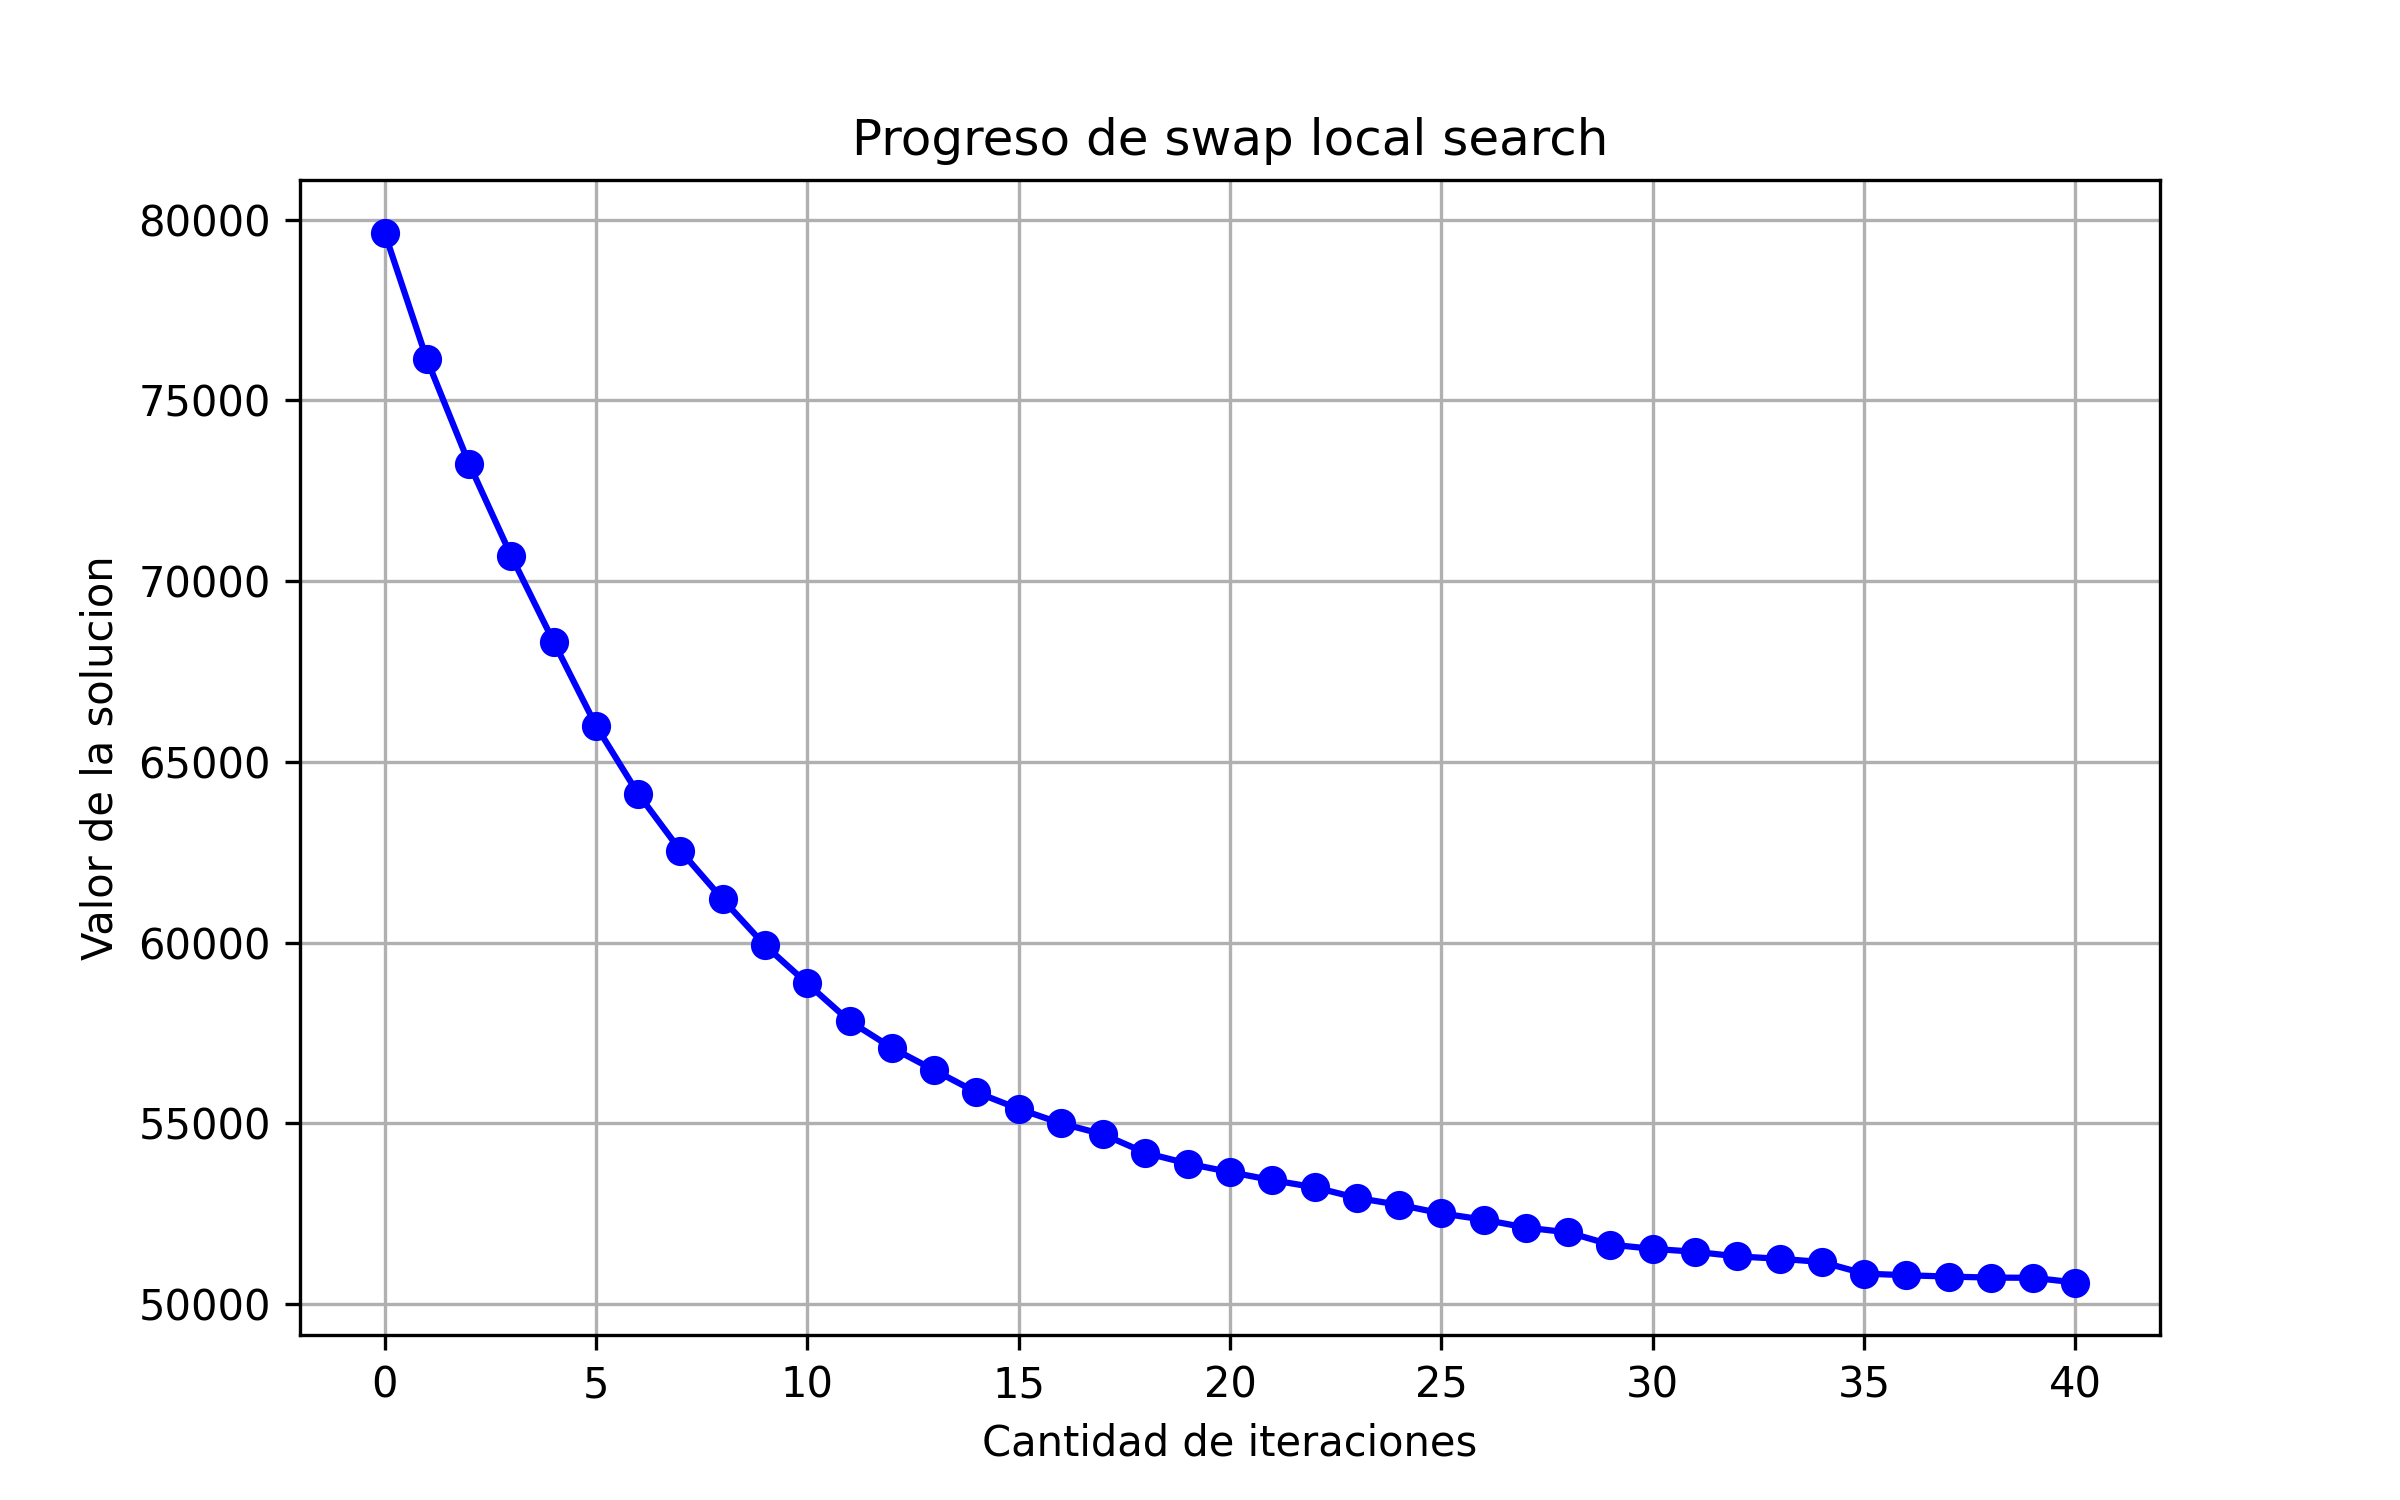 Progreso de swap local search
Valor de la solucion
80000
75000
70000
65000
60000
55000
50000
0 5 10 15 20 25 30 35 40
Cantidad de iteraciones